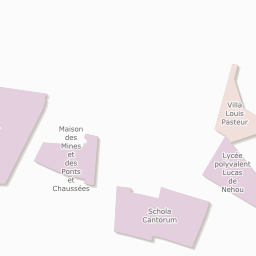 Maison
des
Mines
et
des
Ponts
et
Chaussées
Villa
Louis
Pasteur
Lycée
polyvalent
Lucas
de
Nehou
Schola
Cantorum